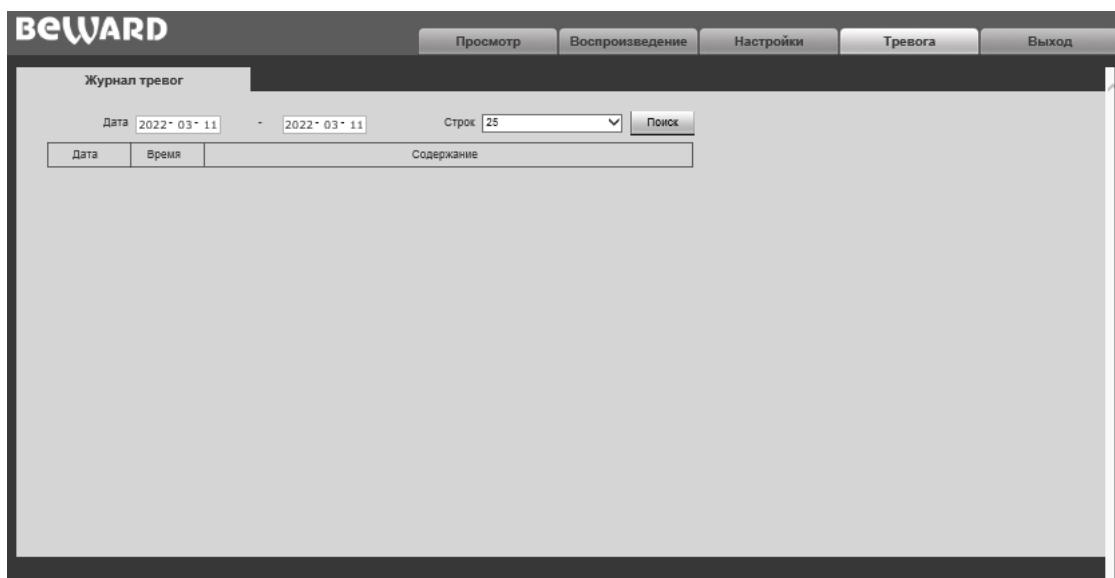 BEWARD
Просмотр Воспроизведение Настройки Тревога Выход
Журнал тревог
Дата 2022- 03- 11 - 2022- 03- 11 Строк 25 Поиск
Дата Время Содержание